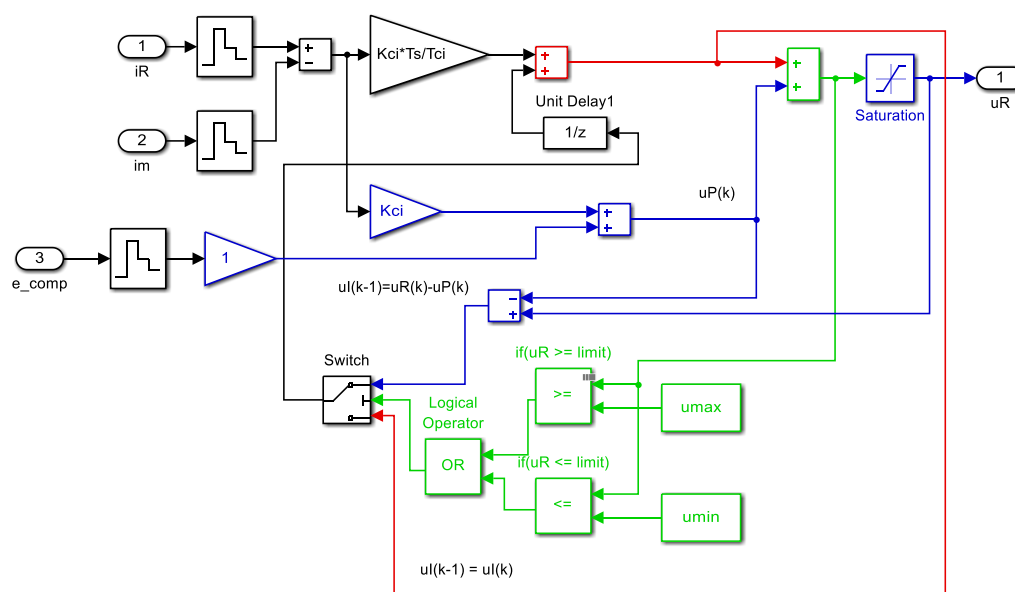 1
iR
2
im
3
e_comp
+
−
Kci*Ts/Tci
+
+
Unit Delay1
1/z
+
+
Saturation
1
uR
Kci
1
+
+
uP(k)
uI(k-1)=uR(k)-uP(k)
−
+
Switch
if(uR >= limit)
>=
umax
Logical
Operator
OR
if(uR <= limit)
<=
umin
uI(k-1) = uI(k)